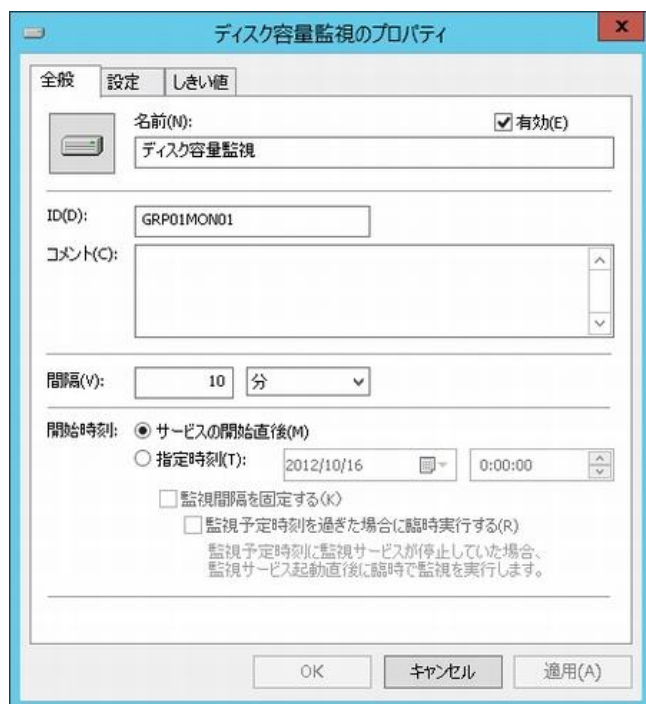 ディスク容量監視のプロパティ
x
全般 設定 しきい値
名前(N): 有効(E)
ディスク容量監視
ID(D): GRP01MON01
コメント(C):
間隔(V): 10 分
開始時刻: サービスの開始直後(M)
指定時刻(T): 2012/10/16 0:00:00
監視間隔を固定する(K)
監視予定時刻を過ぎた場合に臨時実行する(R)
監視予定時刻に監視サービスが停止していた場合、
監視サービス起動直後に臨時で監視を実行します。
OK キャンセル 適用(A)